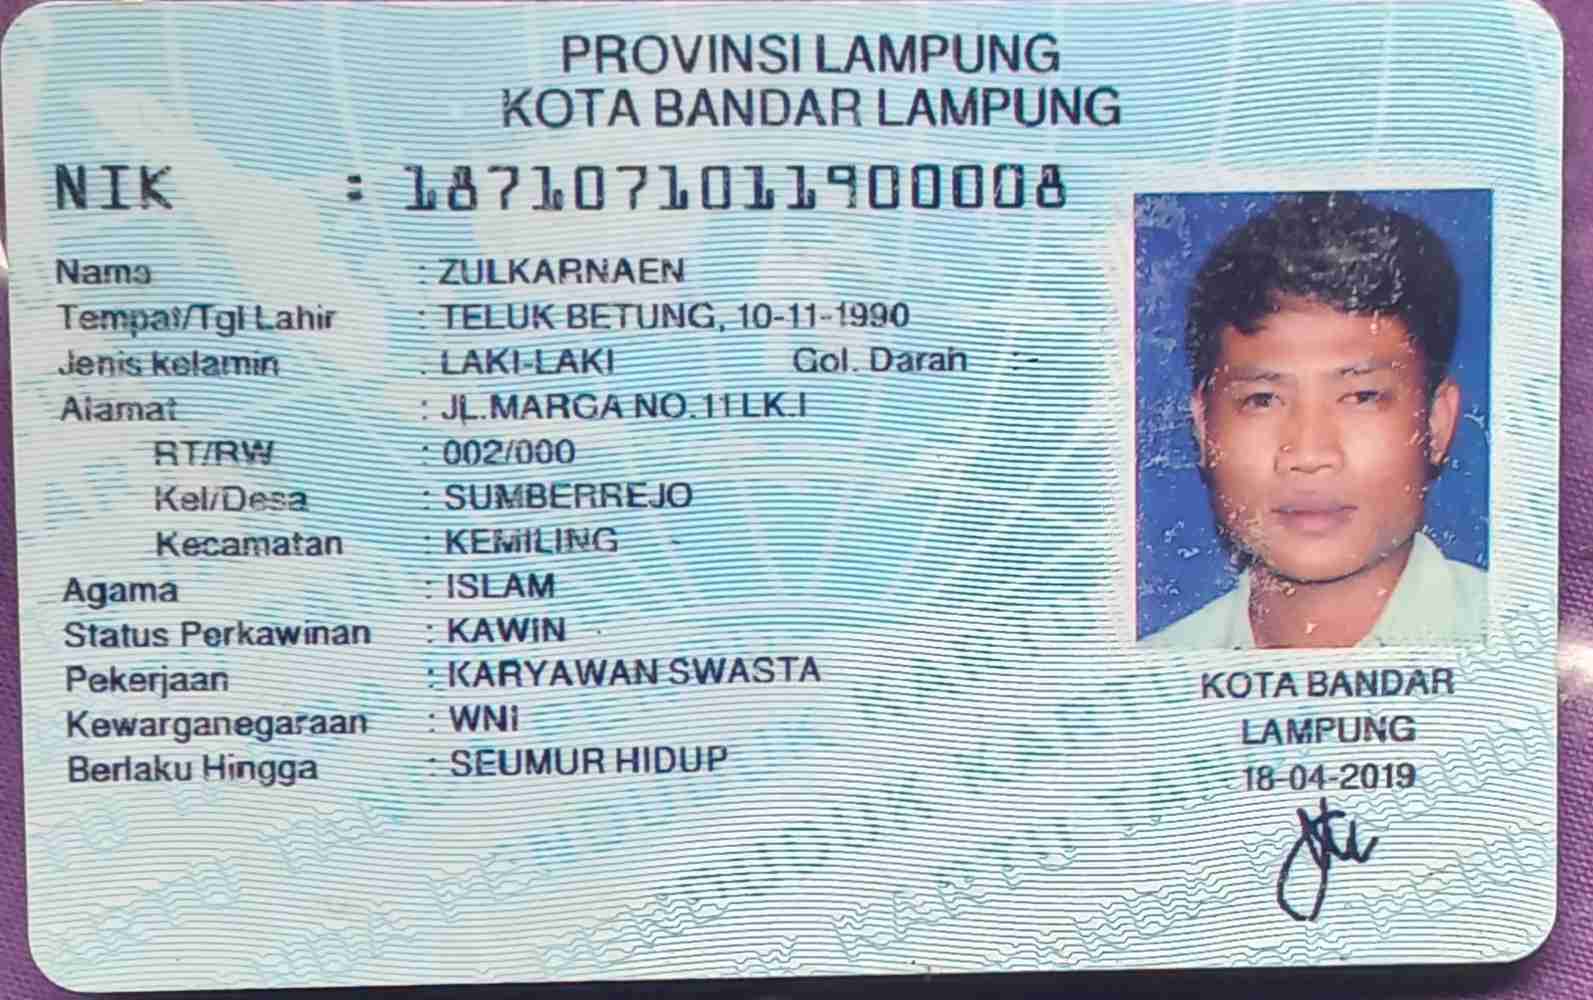 PROVINSI LAMPUNG
KOTA BANDAR LAMPUNG
NIK : 1871071011900008
Nama : ZULKARNAEN
Tempat/Tgl Lahir : TELUK BETUNG, 10-11-1990
Jenis kelamin : LAKI-LAKI Gol. Darah : -
Alamat : JL.MARGA NO.11 LK.I
RT/RW : 002/000
Kel/Desa : SUMBERREJO
Kecamatan : KEMILING
Agama : ISLAM
Status Perkawinan : KAWIN
Pekerjaan : KARYAWAN SWASTA
Kewarganegaraan : WNI
Berlaku Hingga : SEUMUR HIDUP
KOTA BANDAR
LAMPUNG
18-04-2019